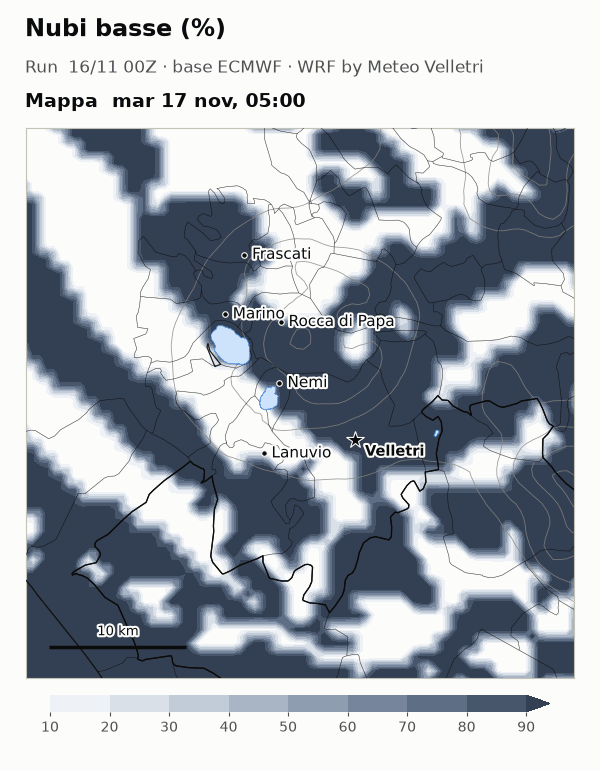 Nubi basse (%)
Run  16/11 00Z · base ECMWF · WRF by Meteo Velletri
Mappa  mar 17 nov, 05:00
Frascati
Marino
Rocca di Papa
Nemi
Velletri
Lanuvio
10 km
10 20 30 40 50 60 70 80 90